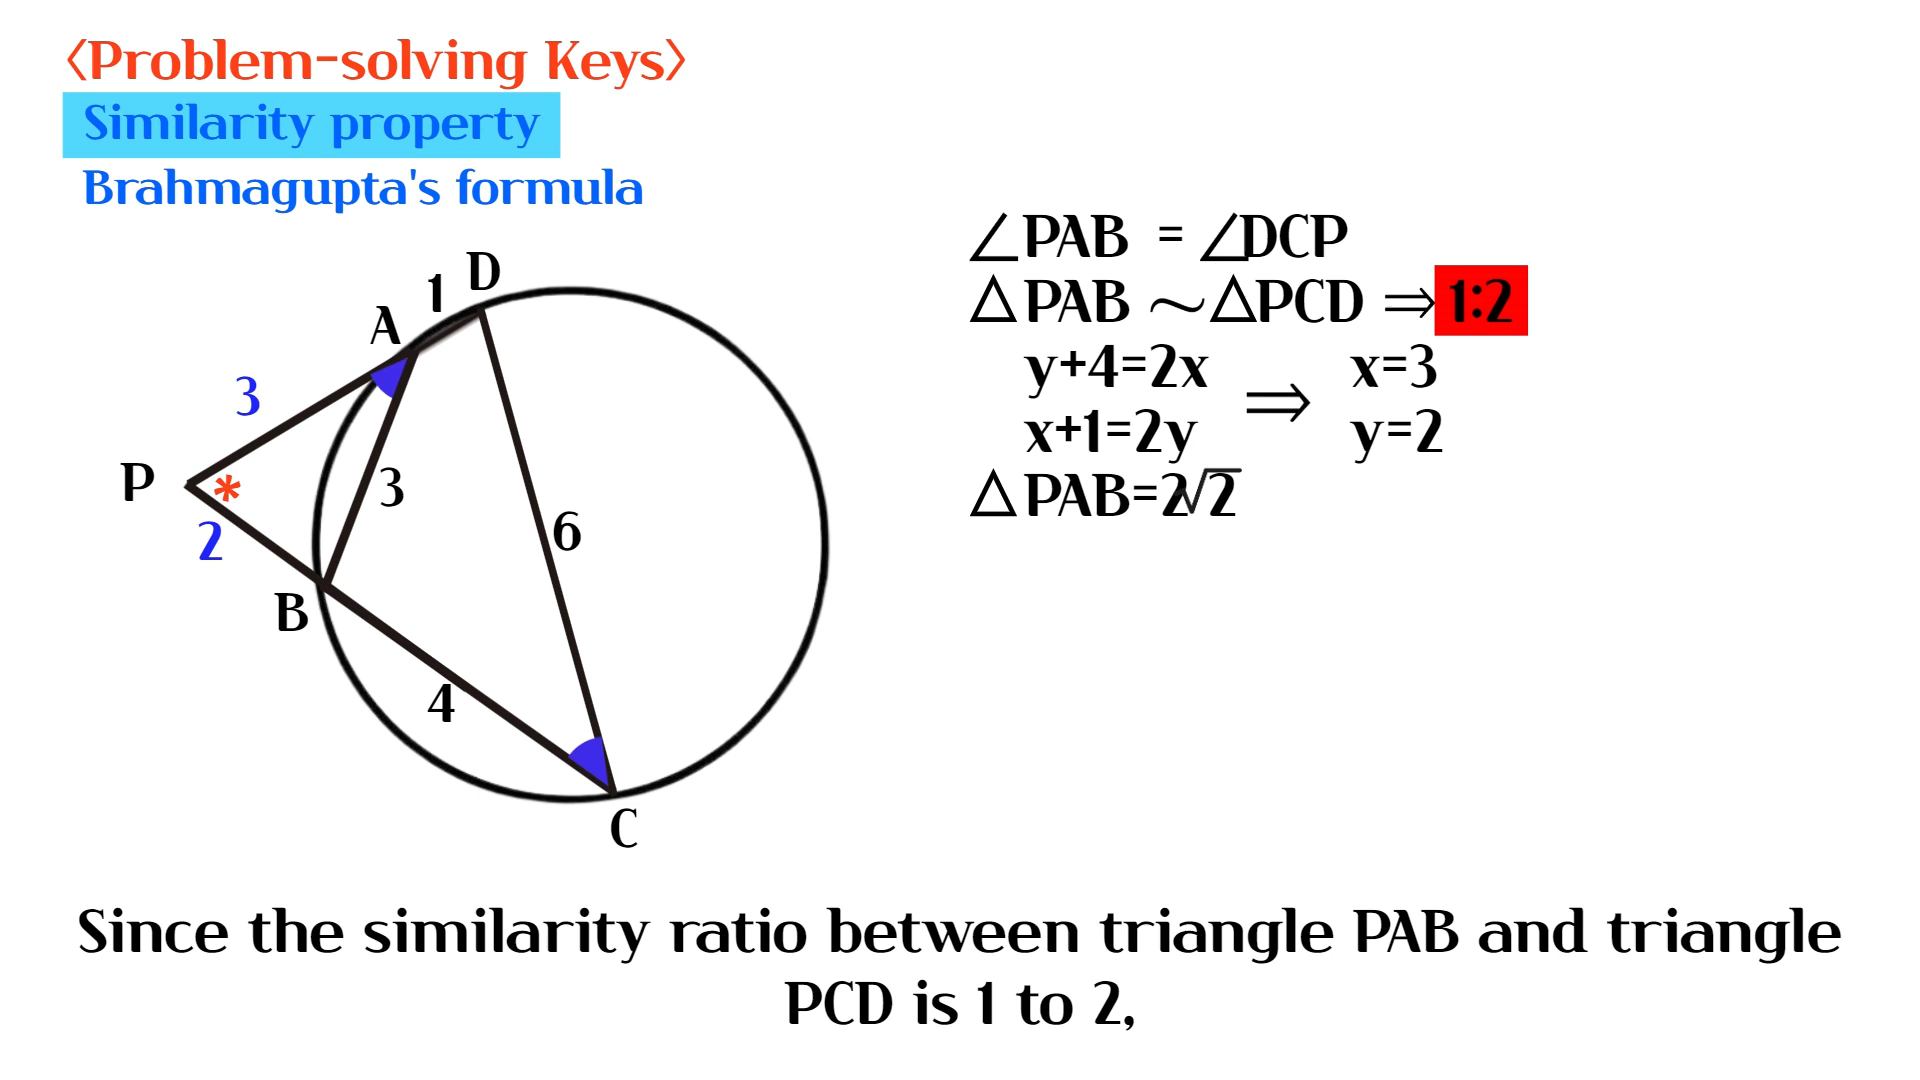 〈Problem-solving Keys〉
Similarity property
Brahmagupta's formula
∠PAB = ∠DCP
△PAB ～△PCD ⇒1:2
y+4=2x ⇒ x=3
x+1=2y y=2
△PAB=2√2
D
1
A
3
P
*
2
3
6
B
4
C
Since the similarity ratio between triangle PAB and triangle
PCD is 1 to 2,